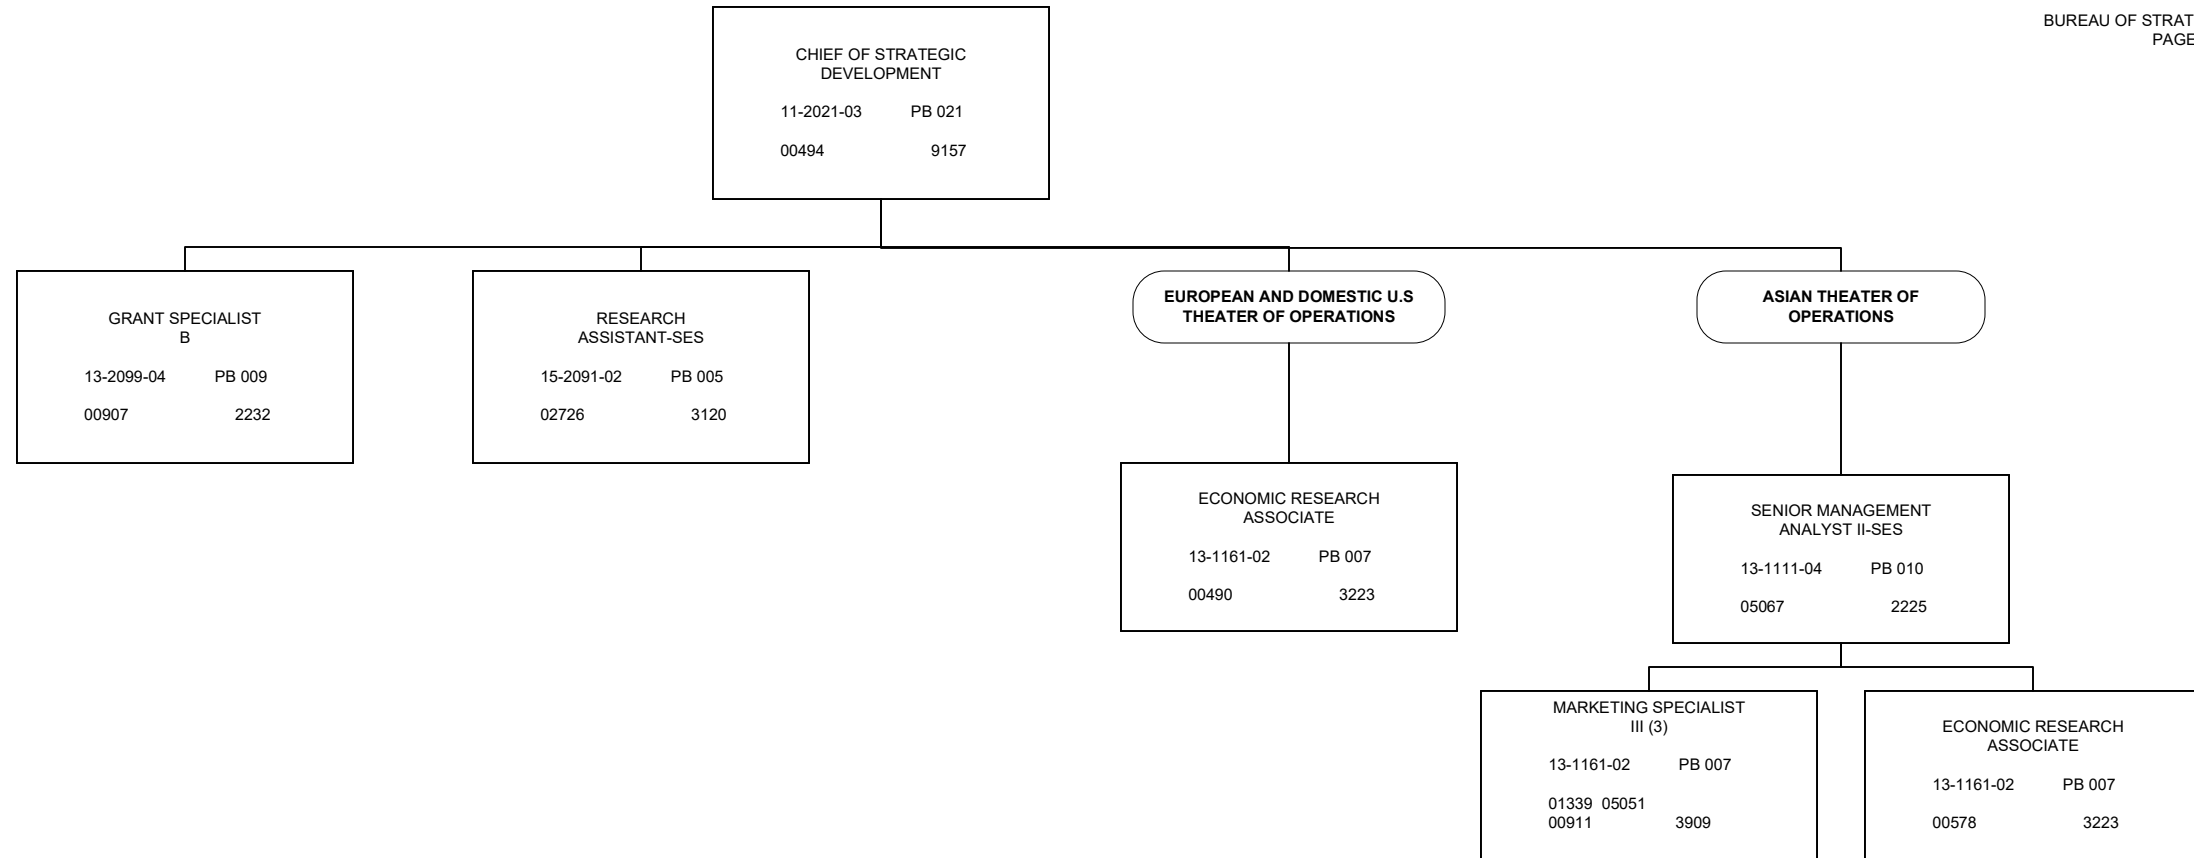 BUREAU OF STRAT
PAGE
CHIEF OF STRATEGIC
DEVELOPMENT
11-2021-03 PB 021
00494 9157
GRANT SPECIALIST
B
13-2099-04 PB 009
00907 2232
RESEARCH
ASSISTANT-SES
15-2091-02 PB 005
02726 3120
EUROPEAN AND DOMESTIC U.S
THEATER OF OPERATIONS
ECONOMIC RESEARCH
ASSOCIATE
13-1161-02 PB 007
00490 3223
ASIAN THEATER OF
OPERATIONS
SENIOR MANAGEMENT
ANALYST II-SES
13-1111-04 PB 010
05067 2225
MARKETING SPECIALIST
III (3)
13-1161-02 PB 007
01339 05051
00911 3909
ECONOMIC RESEARCH
ASSOCIATE
13-1161-02 PB 007
00578 3223